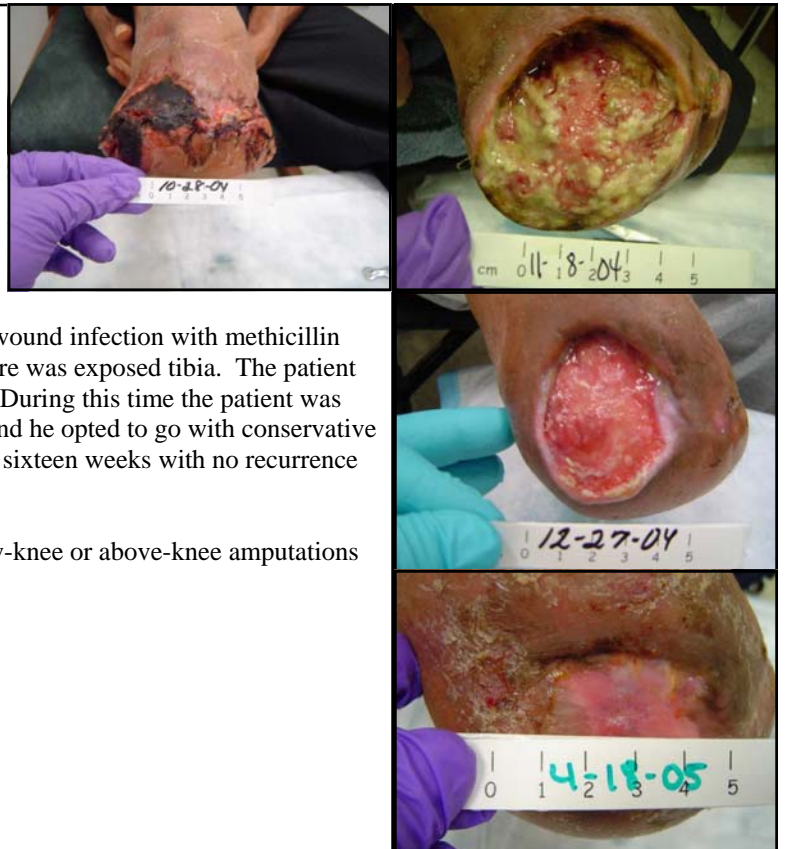 10-28-04
0 1 2 3 4 5
cm 0 1 2 3 4 5
11-18-04
wound infection with methicillin
re was exposed tibia. The patient
During this time the patient was
nd he opted to go with conservative
sixteen weeks with no recurrence
12-27-04
0 1 2 3 4 5
y-knee or above-knee amputations
4-18-05
0 1 2 3 4 5